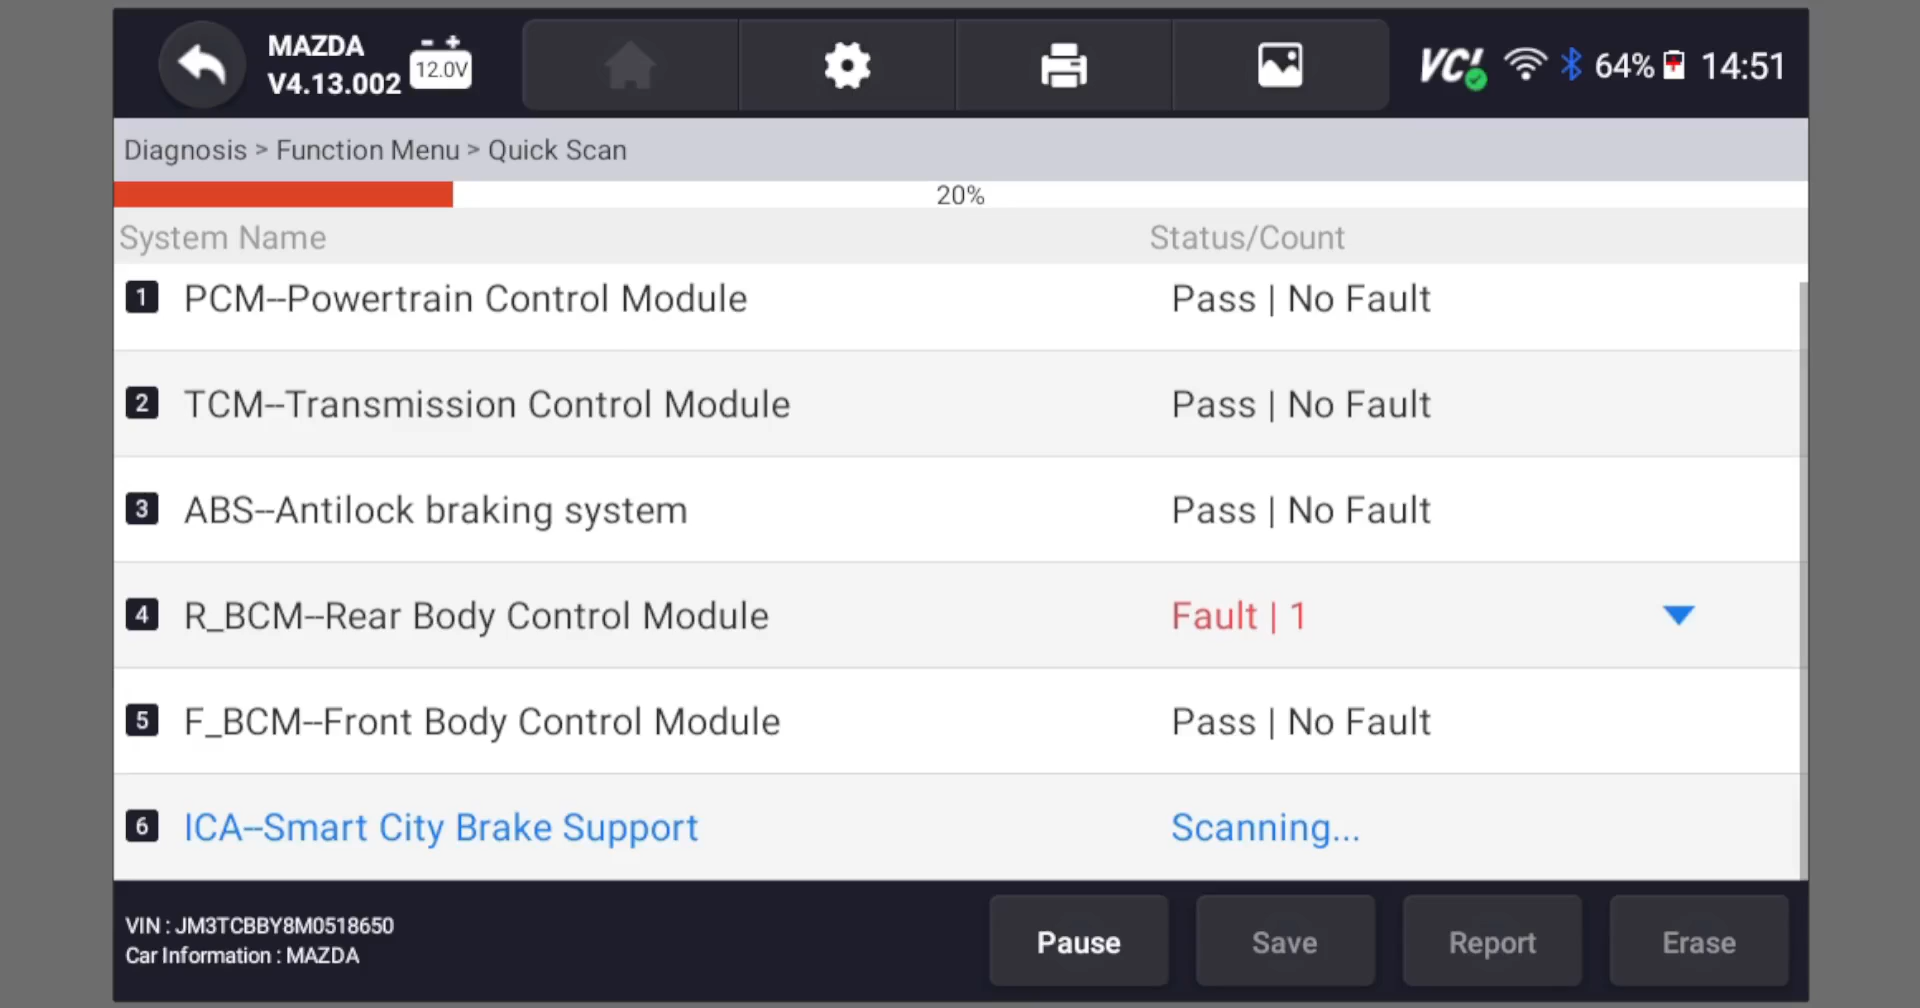 MAZDA
V4.13.002
12.0V
VCI
64%
14:51
Diagnosis > Function Menu > Quick Scan
20%
System Name Status/Count
1 PCM--Powertrain Control Module Pass | No Fault
2 TCM--Transmission Control Module Pass | No Fault
3 ABS--Antilock braking system Pass | No Fault
4 R_BCM--Rear Body Control Module Fault | 1
5 F_BCM--Front Body Control Module Pass | No Fault
6 ICA--Smart City Brake Support Scanning...
VIN : JM3TCBBY8M0518650
Car Information : MAZDA
Pause Save Report Erase